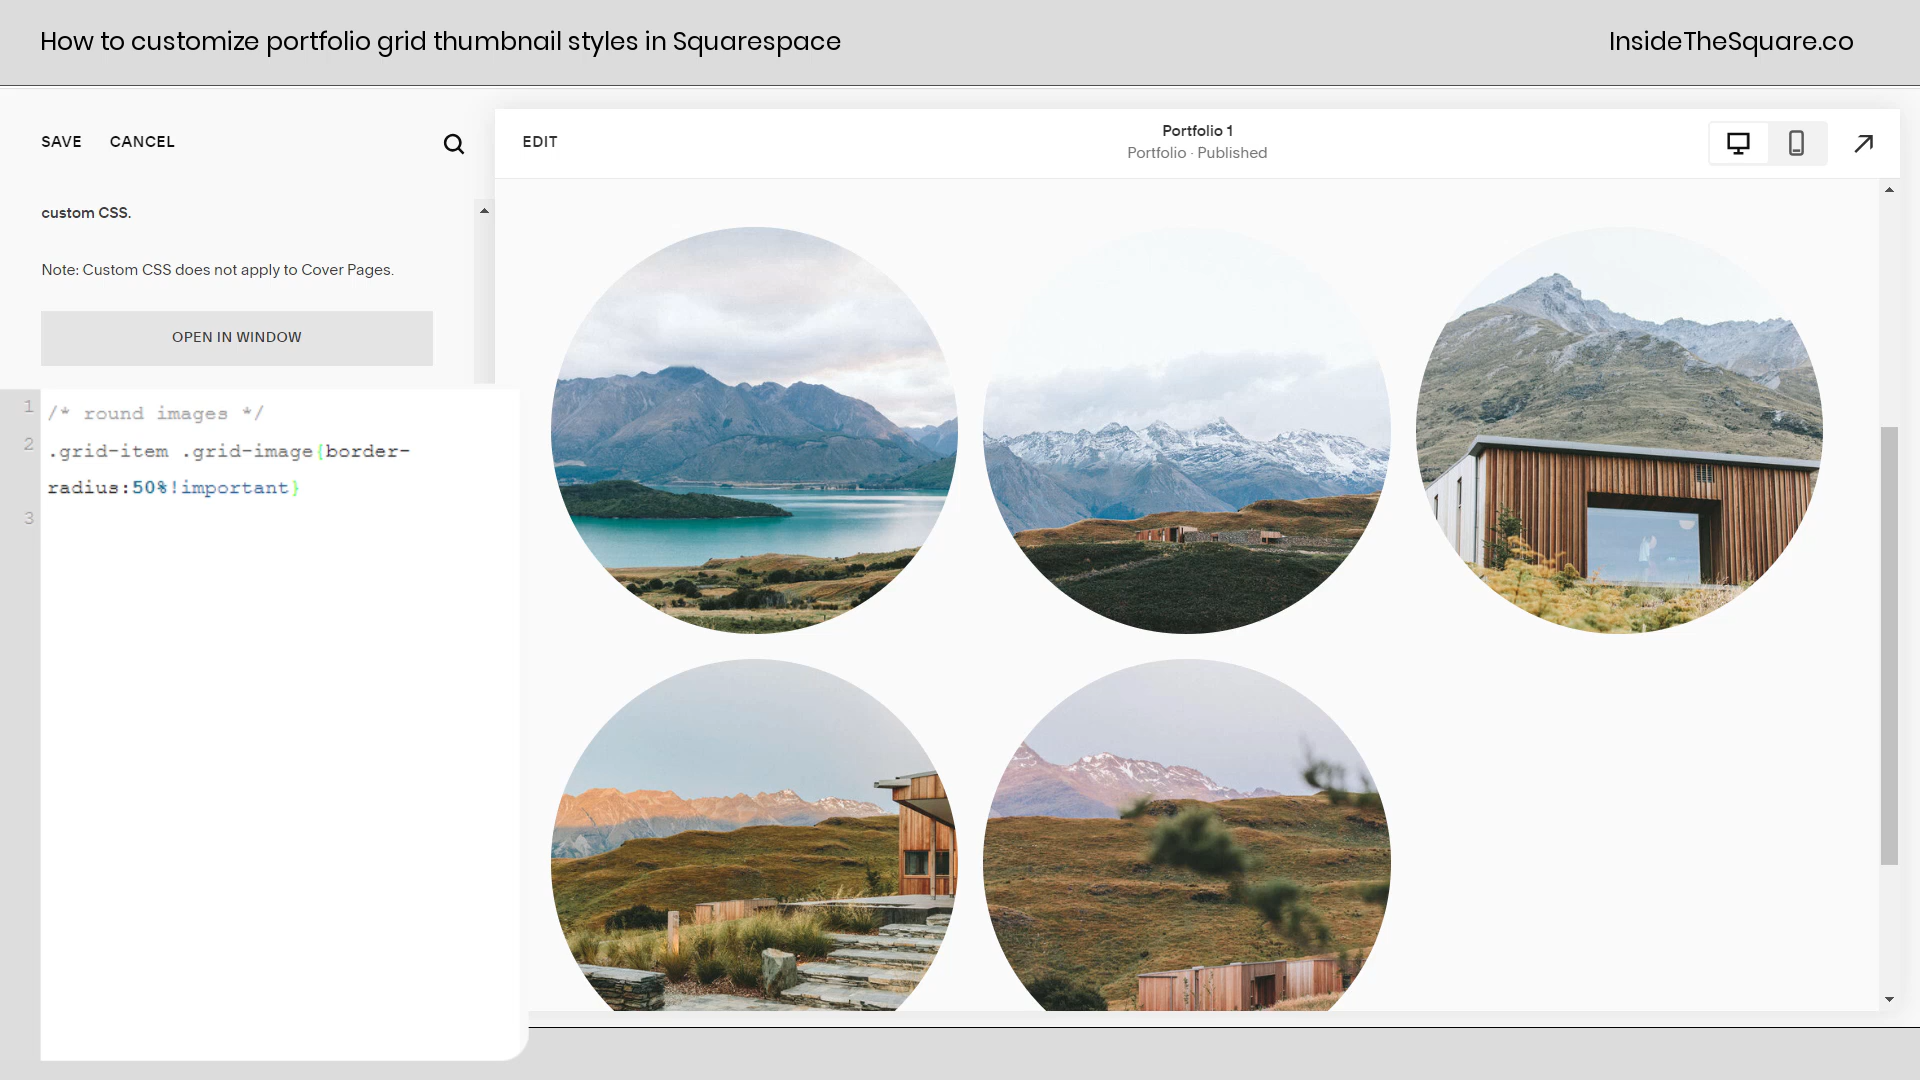 How to customize portfolio grid thumbnail styles in Squarespace
InsideTheSquare.co
SAVE CANCEL
EDIT
Portfolio 1
Portfolio · Published
custom CSS.
Note: Custom CSS does not apply to Cover Pages.
OPEN IN WINDOW
1 /* round images */
2 .grid-item .grid-image{border-
radius:50%!important}
3